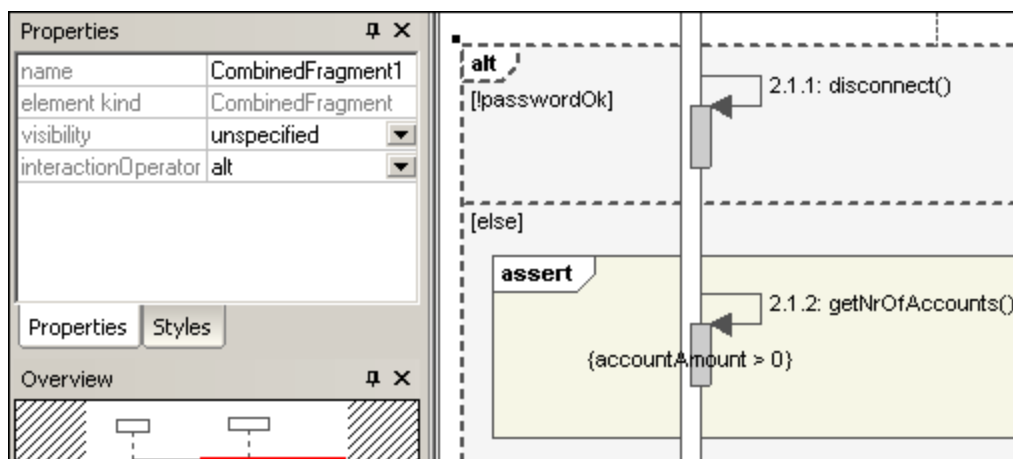 Properties
name CombinedFragment1
element kind CombinedFragment
visibility unspecified
interactionOperator alt
Properties Styles
Overview
alt
[!passwordOk]
2.1.1: disconnect()
[else]
assert
2.1.2: getNrOfAccounts()
{accountAmount > 0}